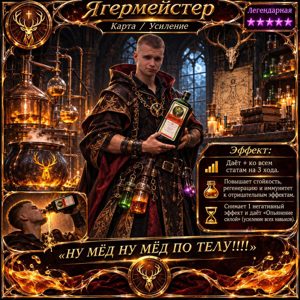 Ягермейстер
Карта / Усиление
Легендарная
Эффект:
Даёт + ко всем
статам на 3 хода.
Повышает стойкость,
регенерацию и иммунитет
к отрицательным эффектам.
Снимает 1 негативный
эффект и даёт «Опьянение
силой» (усиление всех навыков)
«НУ МЁД НУ МЁД ПО ТЕЛУ!!!!»